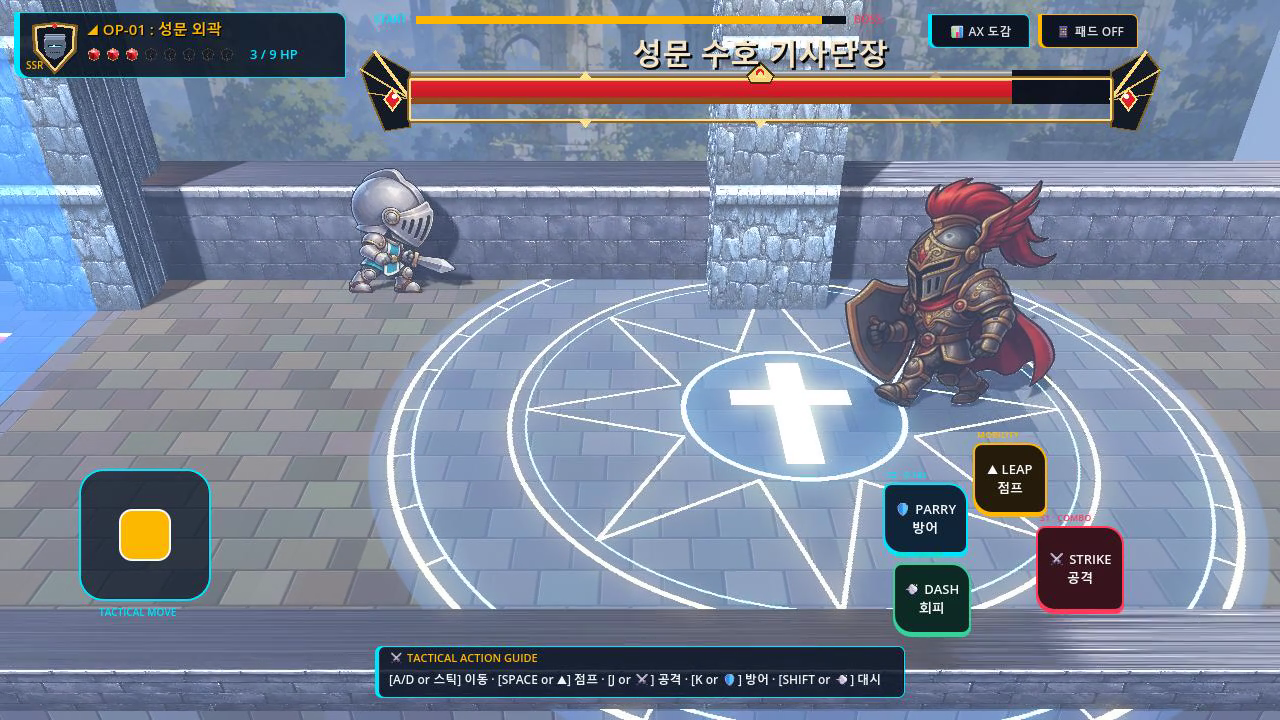 ◢ OP-01 : 성문 외곽
3 / 9 HP
SSR
START
BOSS
성문 수호 기사단장
📊 AX 도감
패드 OFF
TACTICAL MOVE
MOBILITY
▲ LEAP
점프
🛡 PARRY
방어
ST · COMBO
⚔ STRIKE
공격
DASH
회피
⚔ TACTICAL ACTION GUIDE
[A/D or 스틱] 이동 · [SPACE or ▲] 점프 · [J or ⚔ ] 공격 · [K or 🛡 ] 방어 · [SHIFT or 💨 ] 대시